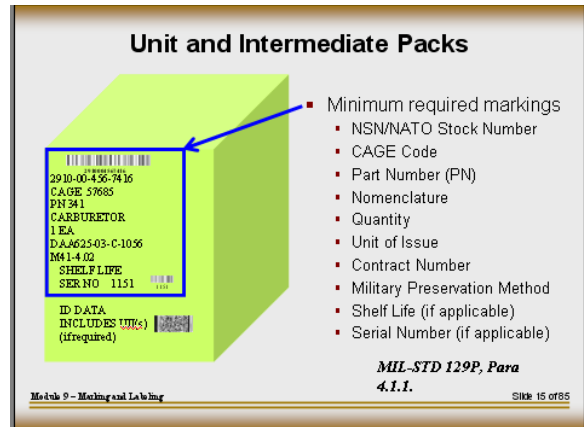 Unit and Intermediate Packs
Minimum required markings
NSN/NATO Stock Number
CAGE Code
Part Number (PN)
Nomenclature
Quantity
Unit of Issue
Contract Number
Military Preservation Method
Shelf Life (if applicable)
Serial Number (if applicable)
2910-00-456-7416
CAGE 57685
PN 341
CARBURETOR
1 EA
DAA625-03-C-1056
M41-4.02
SHELF LIFE
SER NO 1151
1151
ID DATA
INCLUDES UII(s)
(if required)
MIL-STD 129P, Para
4.1.1.
Module 9 – Marking and Labeling
Slide 15 of 85